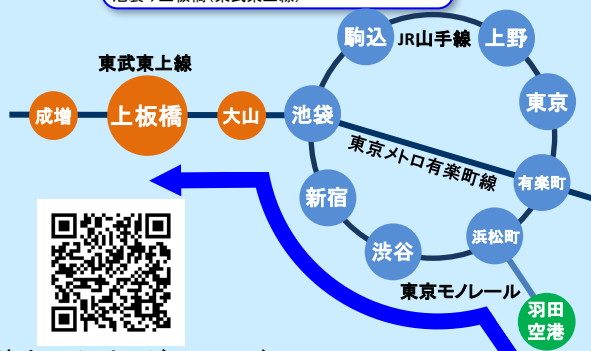 駒込
JR山手線
上野
東武東上線
成増
上板橋
大山
池袋
東京
東京メトロ有楽町線
有楽町
新宿
渋谷
浜松町
東京モノレール
羽田
空港